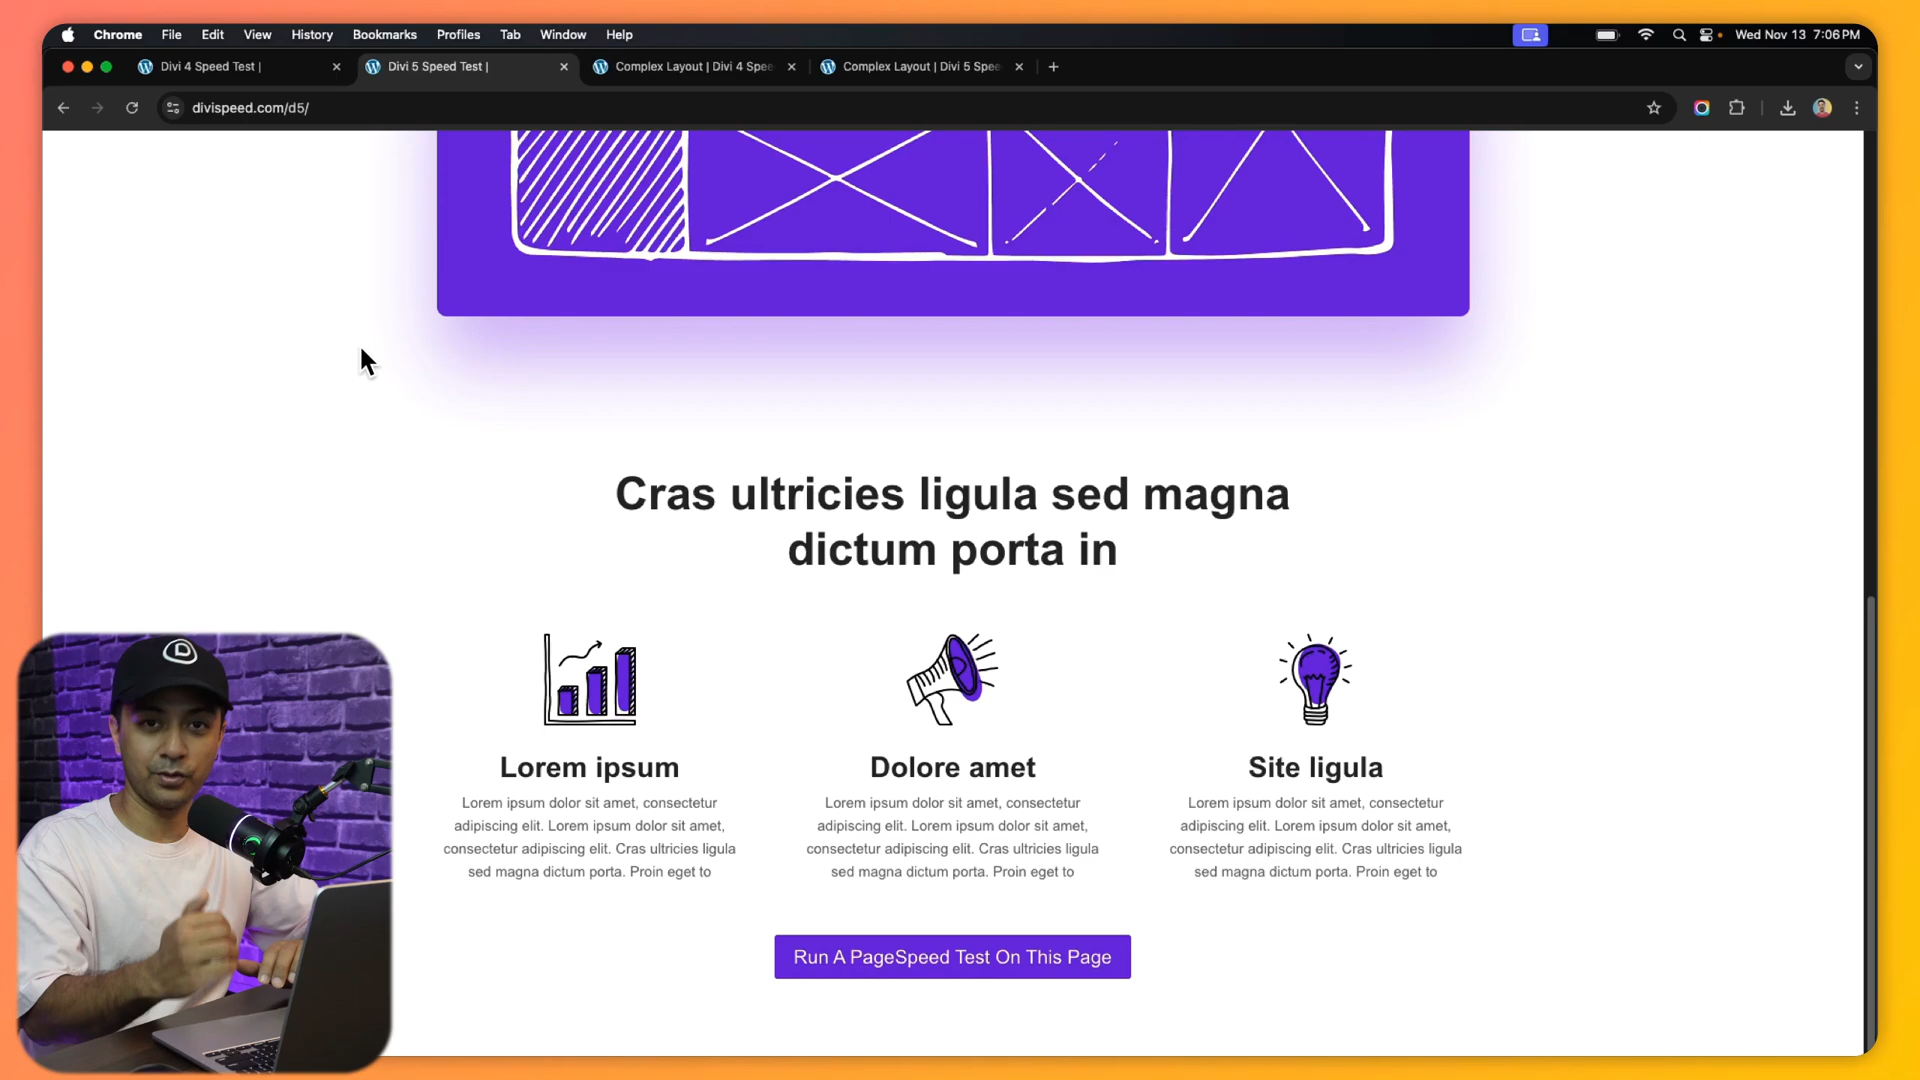 Chrome File Edit View History Bookmarks Profiles Tab Window Help Wed Nov 13 7:06 PM
Divi 4 Speed Test | Divi 5 Speed Test | Complex Layout | Divi 4 Spee Complex Layout | Divi 5 Spee
divispeed.com/d5/
Cras ultricies ligula sed magna
dictum porta in
Lorem ipsum
Lorem ipsum dolor sit amet, consectetur
adipiscing elit. Lorem ipsum dolor sit amet,
consectetur adipiscing elit. Cras ultricies ligula
sed magna dictum porta. Proin eget to
Dolore amet
Lorem ipsum dolor sit amet, consectetur
adipiscing elit. Lorem ipsum dolor sit amet,
consectetur adipiscing elit. Cras ultricies ligula
sed magna dictum porta. Proin eget to
Site ligula
Lorem ipsum dolor sit amet, consectetur
adipiscing elit. Lorem ipsum dolor sit amet,
consectetur adipiscing elit. Cras ultricies ligula
sed magna dictum porta. Proin eget to
Run A PageSpeed Test On This Page